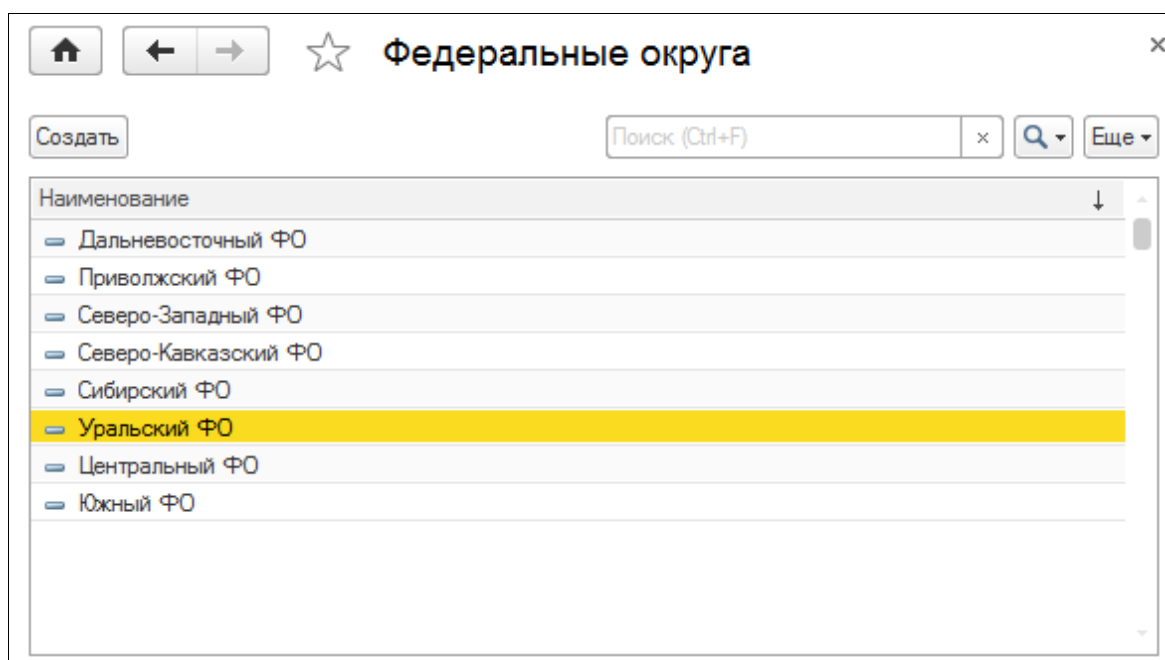 Федеральные округа
Создать
Поиск (Ctrl+F)
Еще
Наименование
Дальневосточный ФО
Приволжский ФО
Северо-Западный ФО
Северо-Кавказский ФО
Сибирский ФО
Уральский ФО
Центральный ФО
Южный ФО